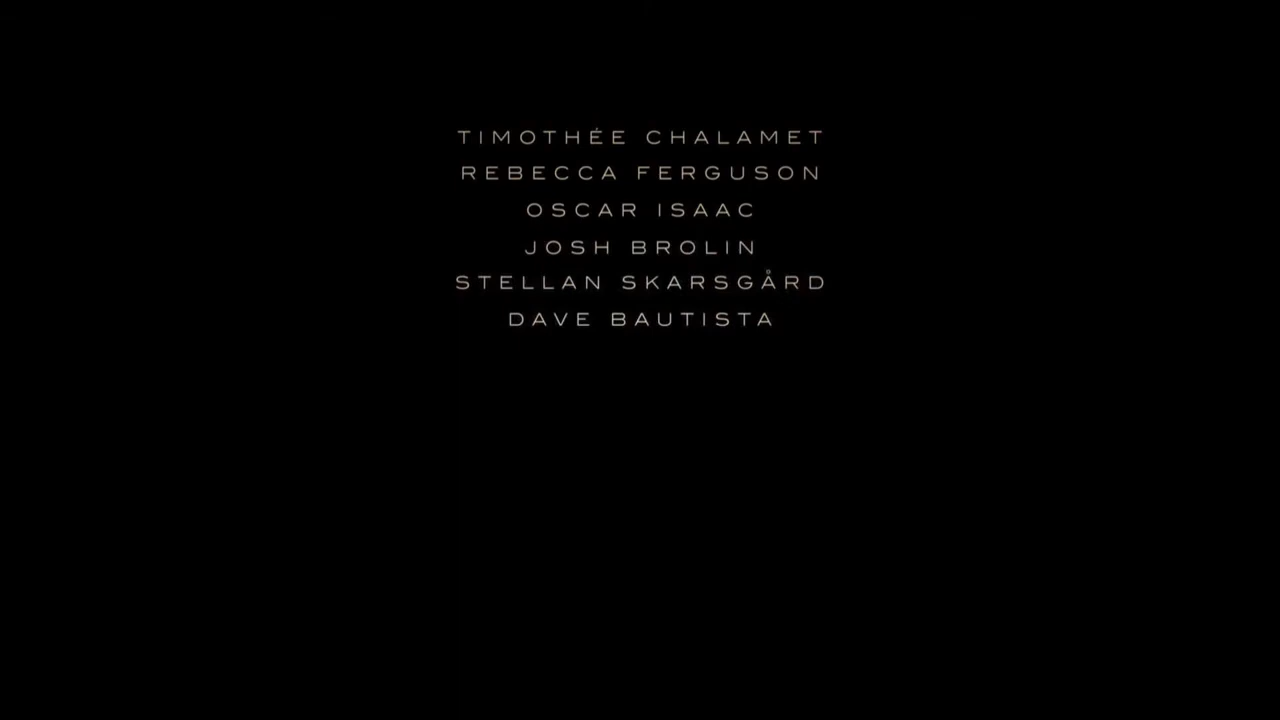 TIMOTHÉE CHALAMET
REBECCA FERGUSON
OSCAR ISAAC
JOSH BROLIN
STELLAN SKARSGÅRD
DAVE BAUTISTA